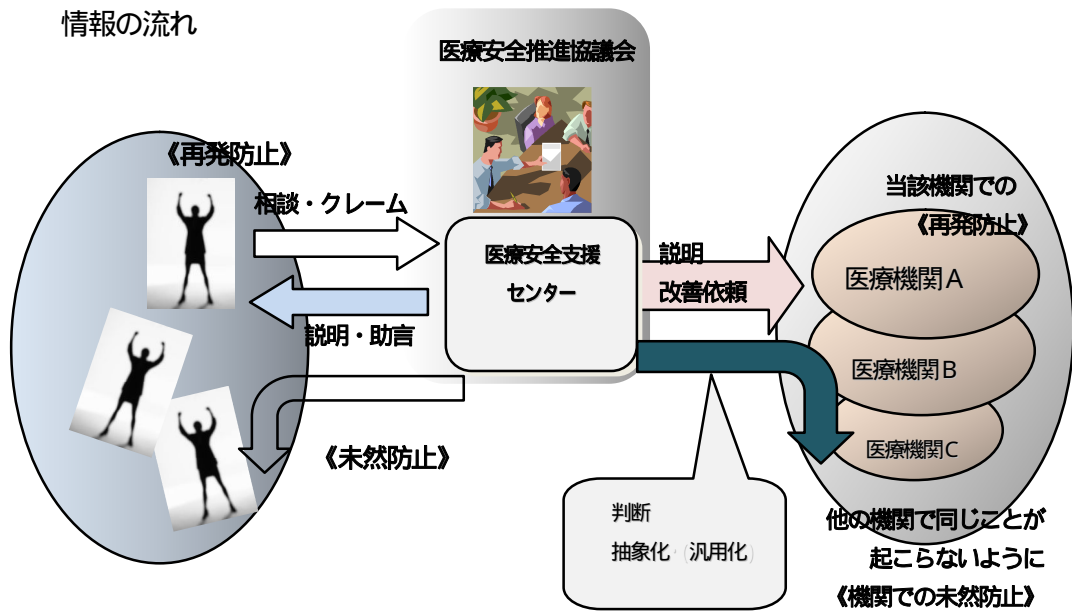 情報の流れ
医療安全推進協議会
《再発防止》
相談・クレーム
医療安全支援
センター
説明・助言
《未然防止》
説明
改善依頼
当該機関での
《再発防止》
医療機関A
医療機関B
医療機関C
判断
抽象化・(汎用化)
他の機関で同じことが
起こらないように
《機関での未然防止》